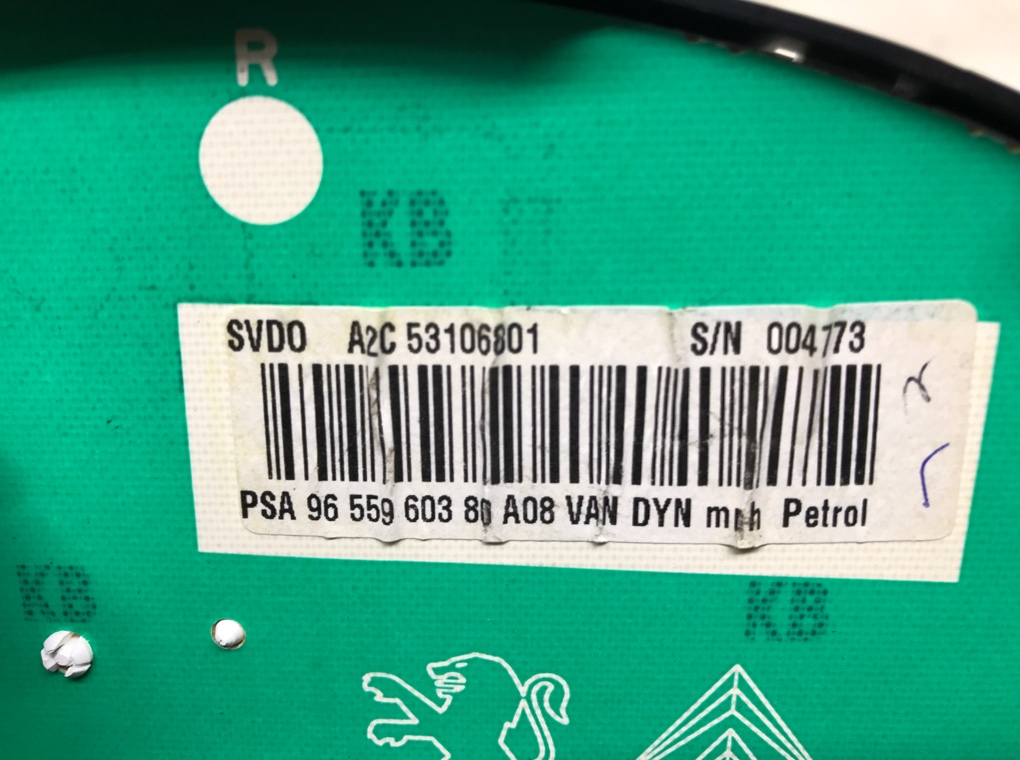 R
KB
SVDO A2C 53106801 S/N 004773
PSA 96 559 603 80 A08 VAN DYN mph Petrol
KB
KB